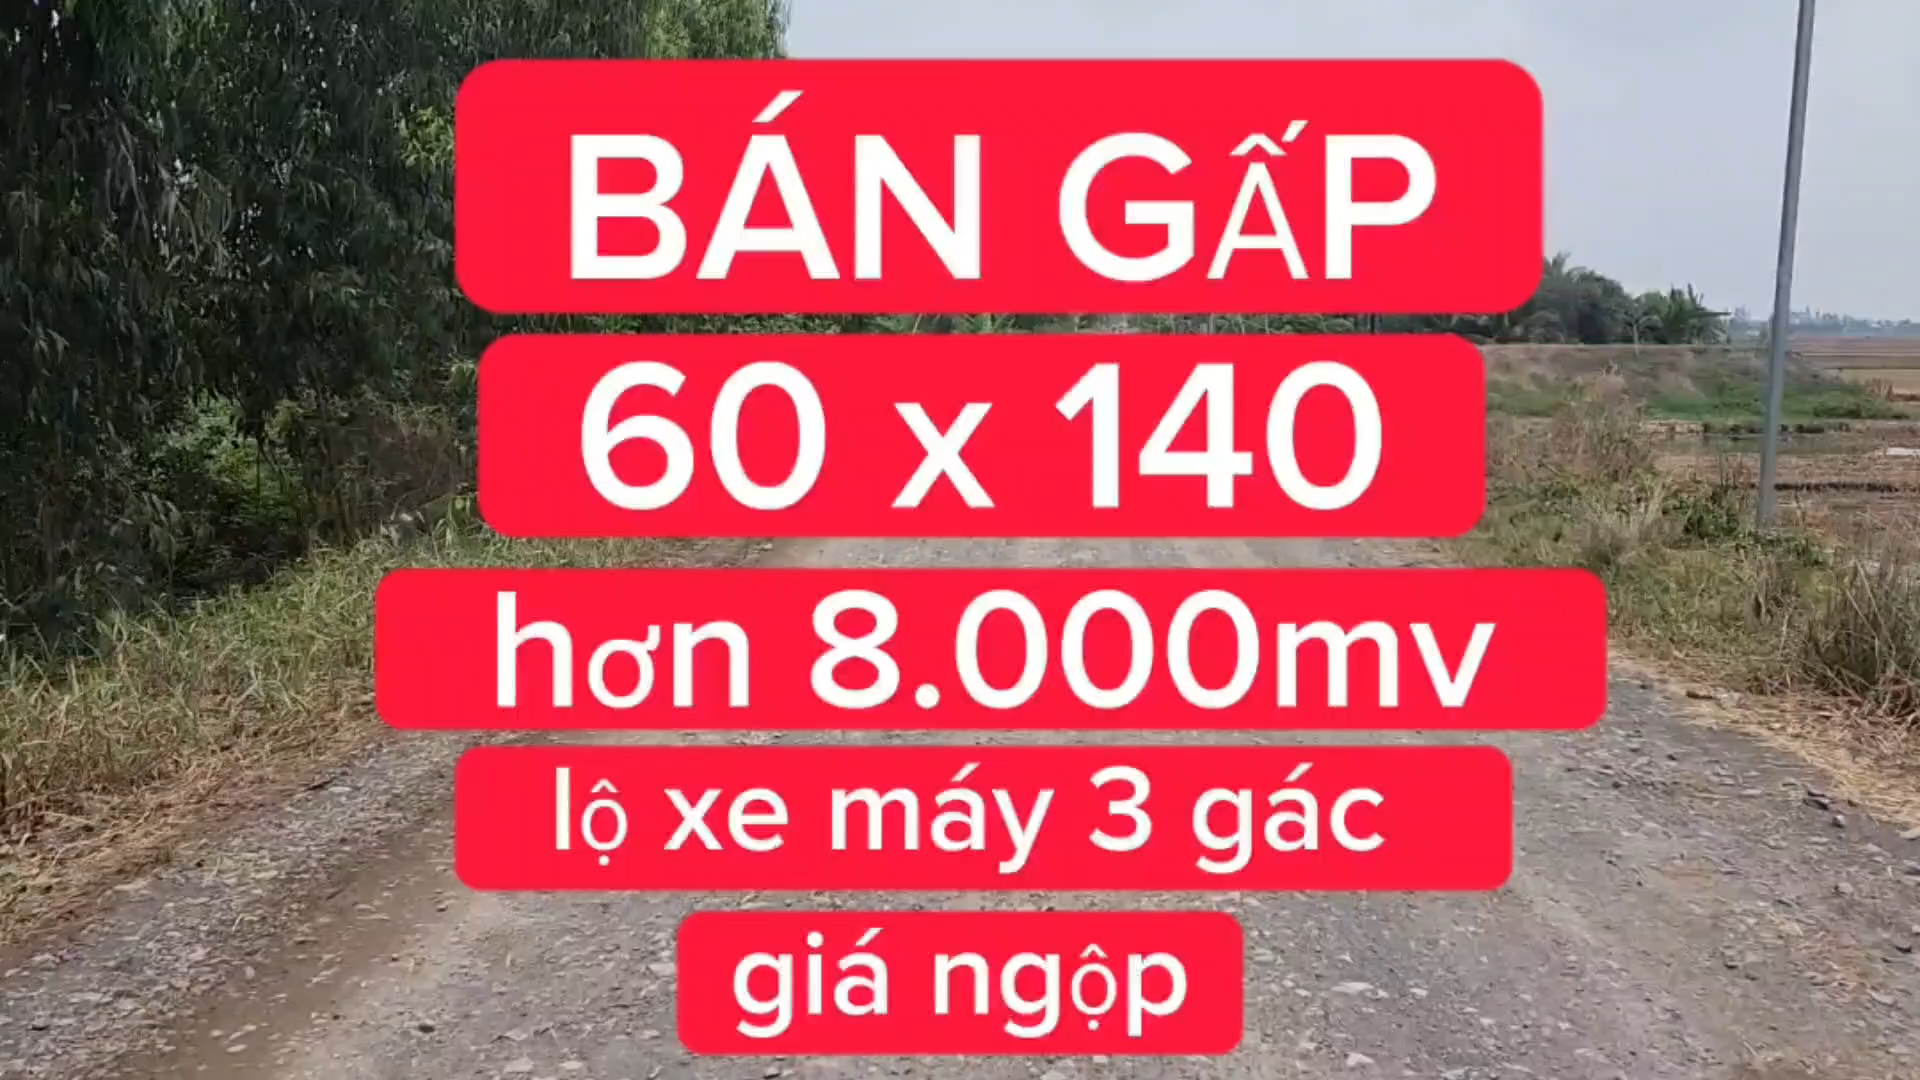 BÁN GẤP
60 x 140
hơn 8.000mv
lộ xe máy 3 gác
giá ngộp